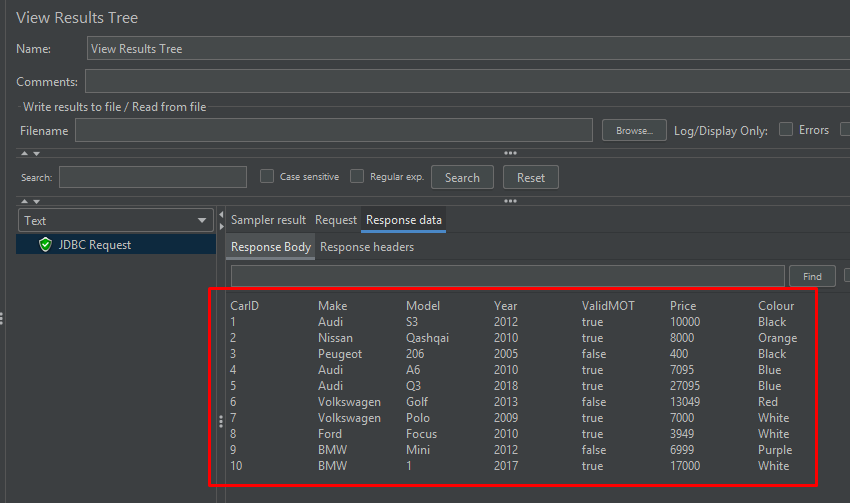 View Results Tree
Name: View Results Tree
Comments:
Write results to file / Read from file
Filename Browse... Log/Display Only: Errors
Search: Case sensitive Regular exp. Search Reset
Text Sampler result Request Response data
JDBC Request Response Body Response headers
Find
CarID Make Model Year ValidMOT Price Colour
1 Audi S3 2012 true 10000 Black
2 Nissan Qashqai 2010 true 8000 Orange
3 Peugeot 206 2005 false 400 Black
4 Audi A6 2010 true 7095 Blue
5 Audi Q3 2018 true 27095 Blue
6 Volkswagen Golf 2013 false 13049 Red
7 Volkswagen Polo 2009 true 7000 White
8 Ford Focus 2010 true 3949 White
9 BMW Mini 2012 false 6999 Purple
10 BMW 1 2017 true 17000 White